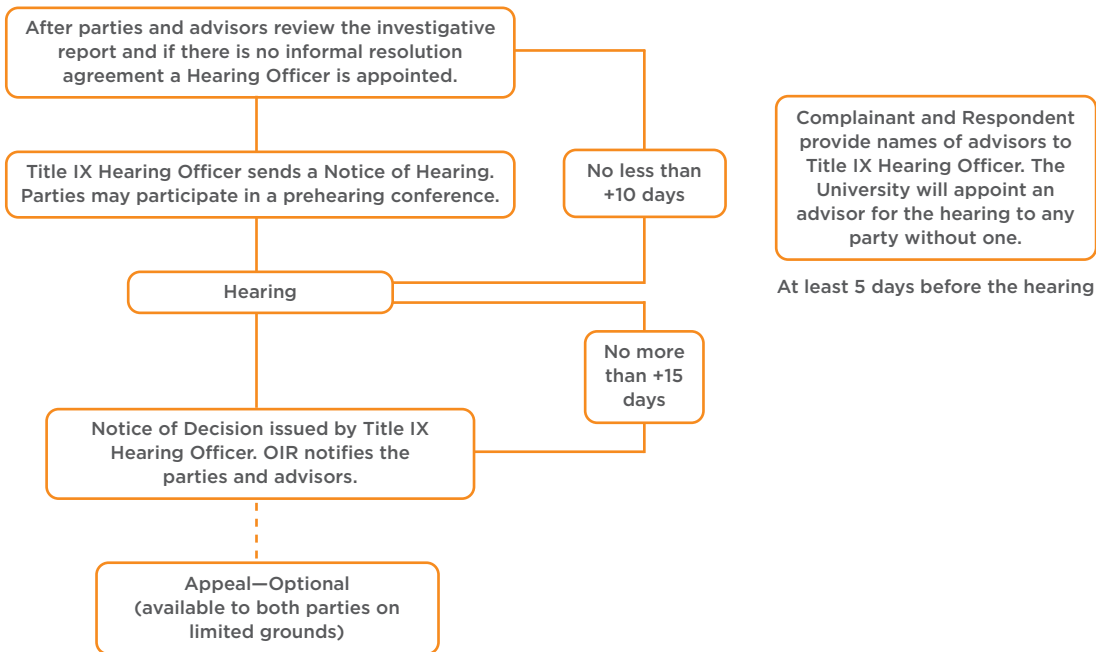 After parties and advisors review the investigative
report and if there is no informal resolution
agreement a Hearing Officer is appointed.
Title IX Hearing Officer sends a Notice of Hearing.
Parties may participate in a prehearing conference.
No less than
+10 days
Complainant and Respondent
provide names of advisors to
Title IX Hearing Officer. The
University will appoint an
advisor for the hearing to any
party without one.
At least 5 days before the hearing
Hearing
No more
than +15
days
Notice of Decision issued by Title IX
Hearing Officer. OIR notifies the
parties and advisors.
Appeal—Optional
(available to both parties on
limited grounds)